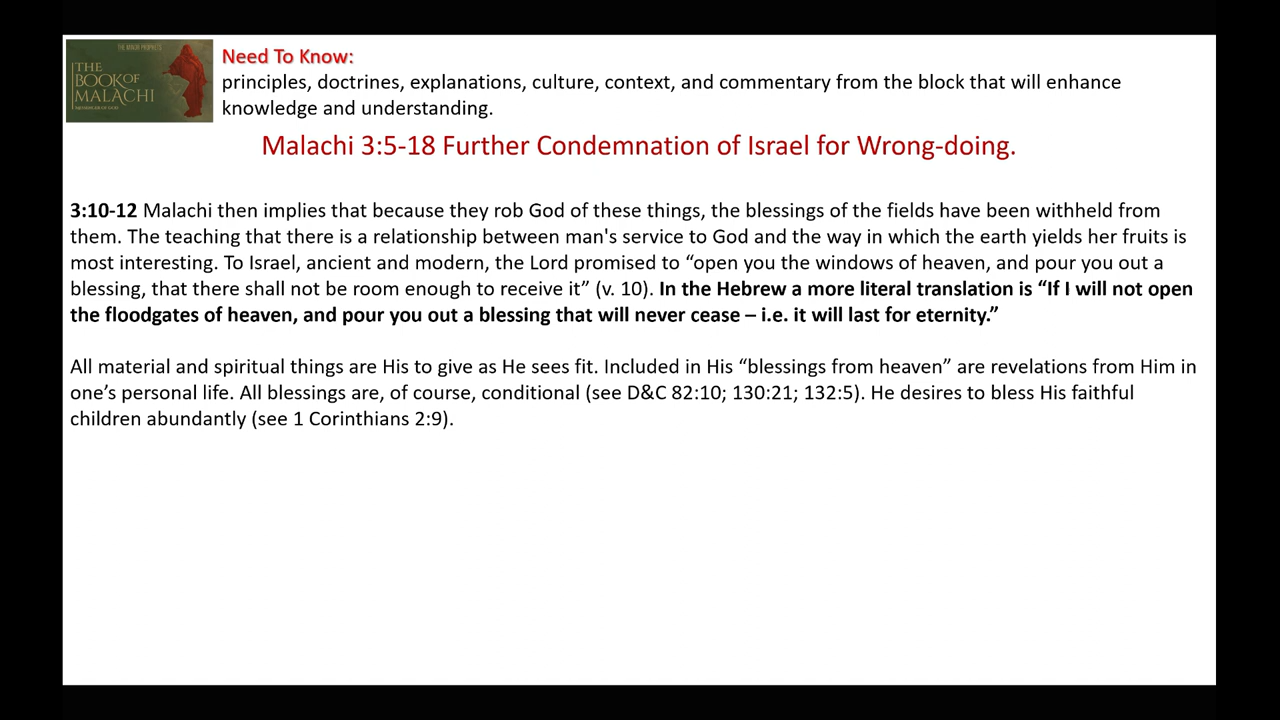 THE MINOR PROPHETS
THE
BOOK OF
MALACHI
Need To Know:
principles, doctrines, explanations, culture, context, and commentary from the block that will enhance
knowledge and understanding.
Malachi 3:5-18 Further Condemnation of Israel for Wrong-doing.
3:10-12 Malachi then implies that because they rob God of these things, the blessings of the fields have been withheld from
them. The teaching that there is a relationship between man's service to God and the way in which the earth yields her fruits is
most interesting. To Israel, ancient and modern, the Lord promised to “open you the windows of heaven, and pour you out a
blessing, that there shall not be room enough to receive it” (v. 10). In the Hebrew a more literal translation is “If I will not open
the floodgates of heaven, and pour you out a blessing that will never cease – i.e. it will last for eternity.”
All material and spiritual things are His to give as He sees fit. Included in His “blessings from heaven” are revelations from Him in
one’s personal life. All blessings are, of course, conditional (see D&C 82:10; 130:21; 132:5). He desires to bless His faithful
children abundantly (see 1 Corinthians 2:9).